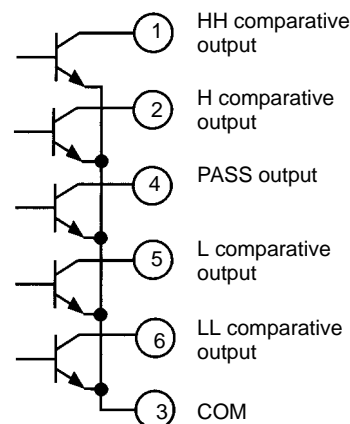 1 HH comparative
output
2 H comparative
output
4 PASS output
5 L comparative
output
6 LL comparative
output
3 COM